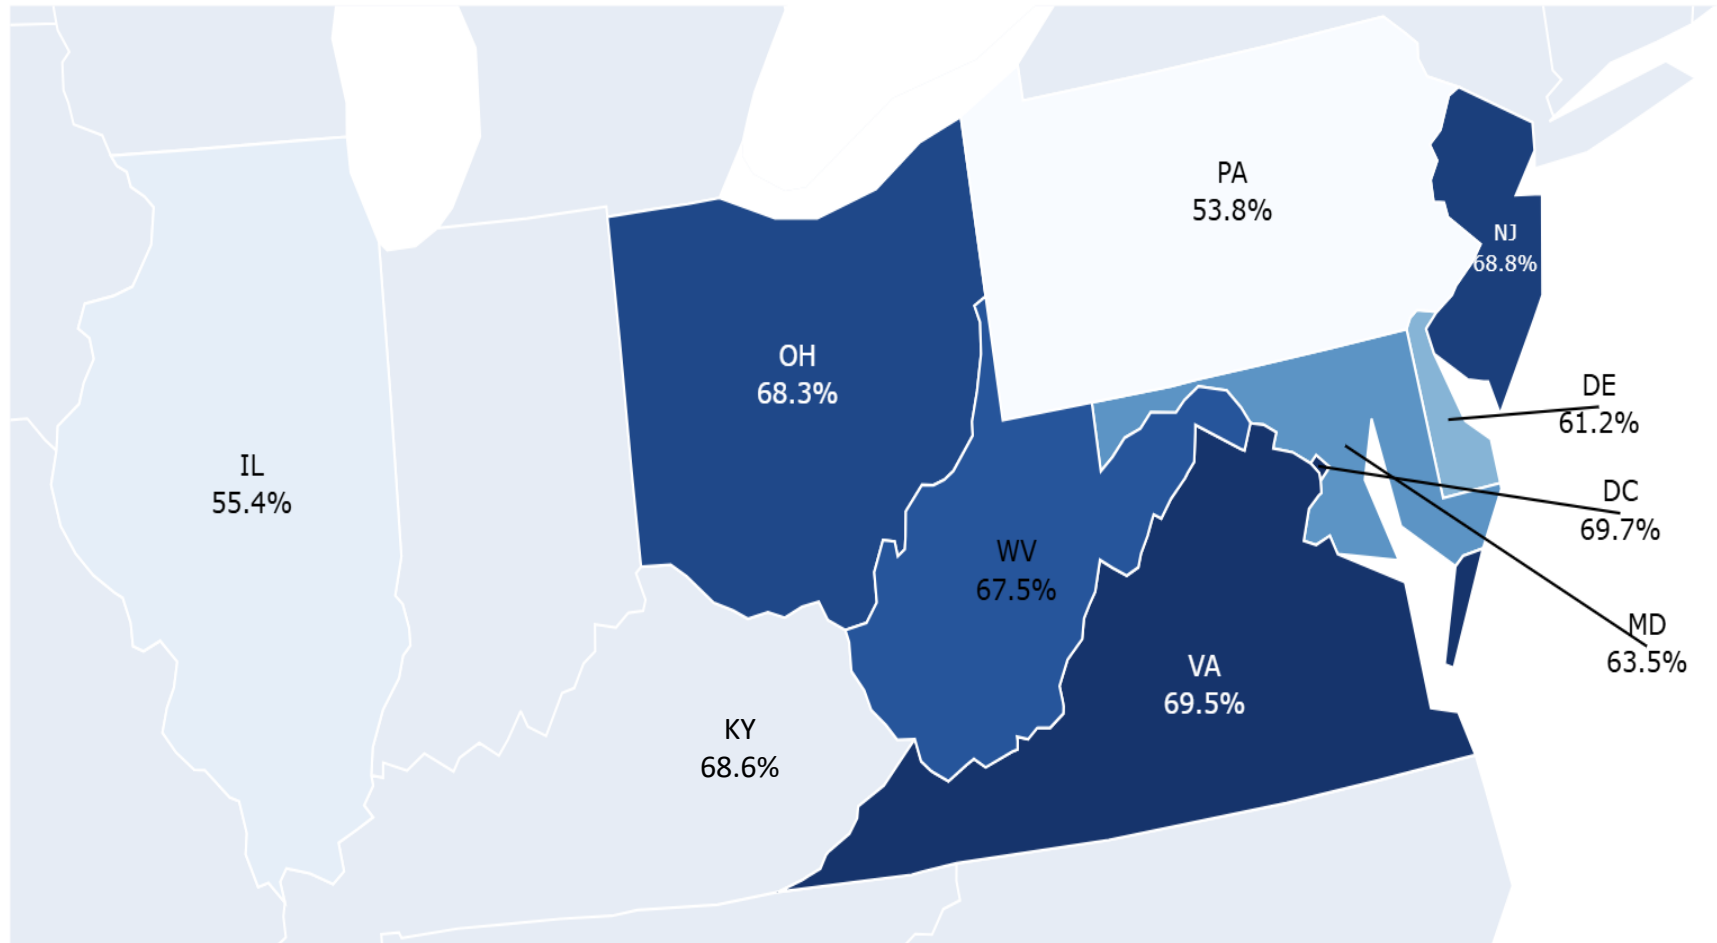 PA
53.8%
NJ
68.8%
OH
68.3%
DE
61.2%
IL
55.4%
DC
69.7%
WV
67.5%
MD
63.5%
VA
69.5%
KY
68.6%